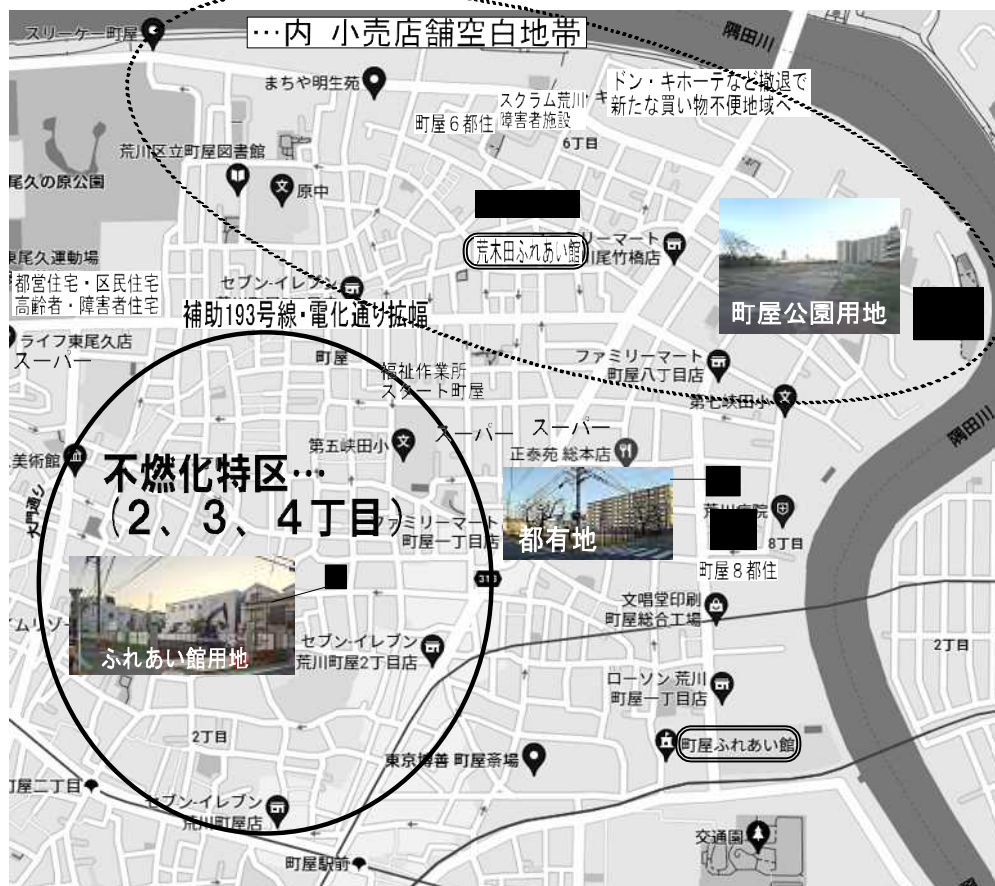 スリーケー町屋
…内 小売店舗空白地帯
隅田川
まちや明生苑
ドン・キホーテなど撤退で
新たな買い物不便地域へ
スクラム荒川
障害者施設
キ
町屋6都住
6丁目
荒川区立町屋図書館
原中
尾久の原公園
荒木田ふれあい館
リーマート
川尾竹橋店
東尾久運動場
都営住宅・区民住宅
高齢者・障害者住宅
セブン-イレブン
補助193号線・電化通り拡幅
町屋公園用地
ライフ東尾久店
スーパー
町屋
福祉作業所
スタート町屋
ファミリーマート
町屋八丁目店
第七峡田小
隅田川
第五峡田小
スーパー
スーパー
正泰苑 総本店
美術館
不燃化特区…
(2、3、4丁目)
ファミリーマート
町屋一丁目店
都有地
荒川病院
8丁目
町屋8都住
313
ふれあい館用地
文唱堂印刷
町屋総合工場
セブン-イレブン
荒川町屋2丁目店
2丁目
ローソン 荒川
町屋一丁目店
2丁目
東京博善 町屋斎場
町屋ふれあい館
町屋二丁目
セブン-イレブン
荒川町屋店
交通園
町屋駅前